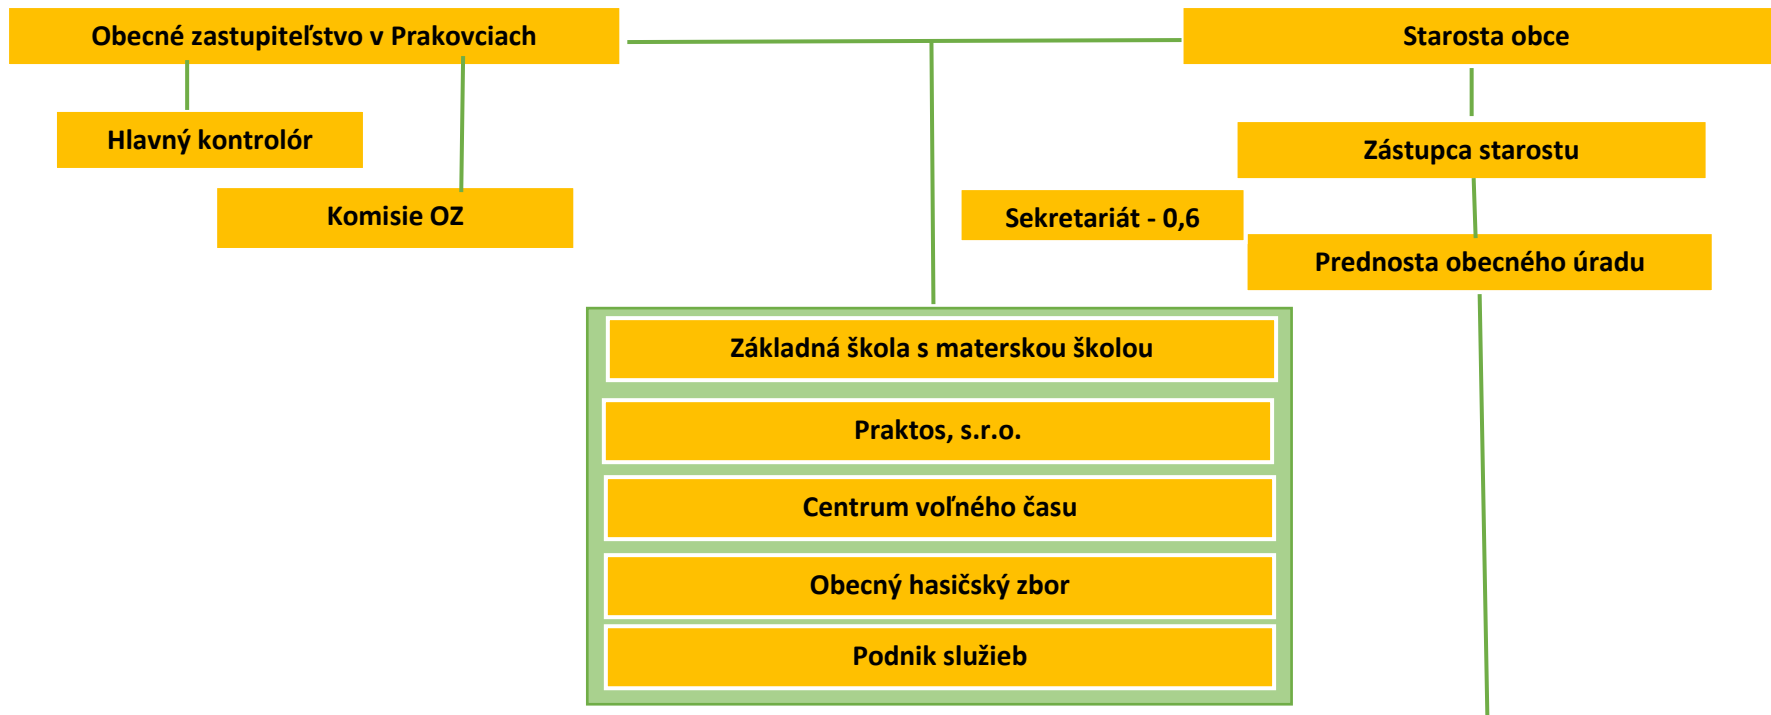 Obecné zastupiteľstvo v Prakovciach
Starosta obce
Hlavný kontrolór
Zástupca starostu
Komisie OZ
Sekretariát - 0,6
Prednosta obecného úradu
Základná škola s materskou školou
Praktos, s.r.o.
Centrum voľného času
Obecný hasičský zbor
Podnik služieb